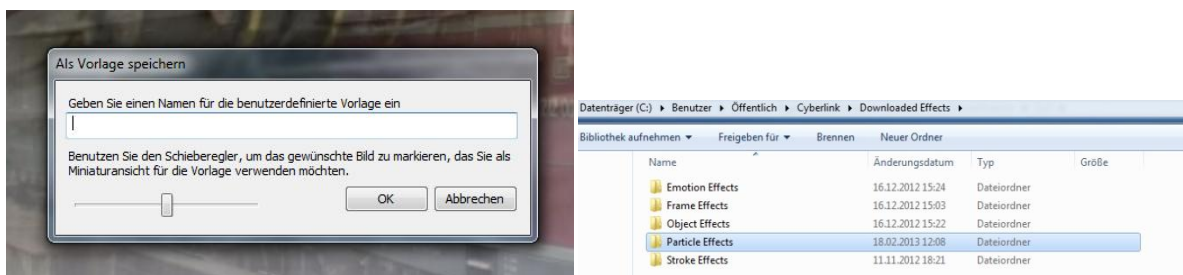 Als Vorlage speichern
Geben Sie einen Namen für die benutzerdefinierte Vorlage ein
Benutzen Sie den Schieberegler, um das gewünschte Bild zu markieren, das Sie als
Miniaturansicht für die Vorlage verwenden möchten.
OK Abbrechen
Datenträger (C:) ▸ Benutzer ▸ Öffentlich ▸ Cyberlink ▸ Downloaded Effects ▸
Bibliothek aufnehmen ▾ Freigeben für ▾ Brennen Neuer Ordner
Name Änderungsdatum Typ Größe
Emotion Effects 16.12.2012 15:24 Dateiordner
Frame Effects 16.12.2012 15:03 Dateiordner
Object Effects 16.12.2012 15:22 Dateiordner
Particle Effects 18.02.2013 12:08 Dateiordner
Stroke Effects 11.11.2012 18:21 Dateiordner